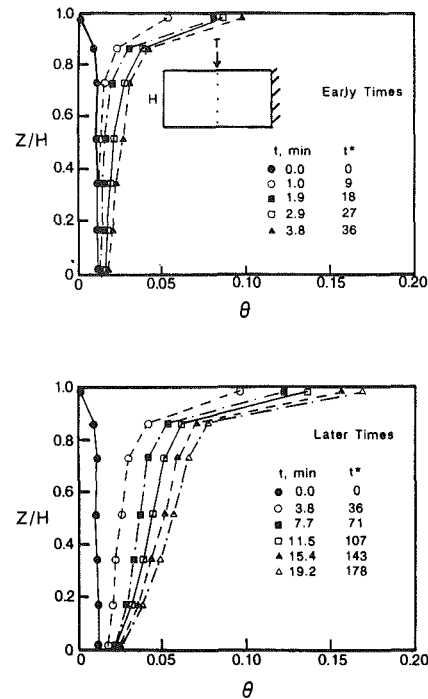 1.0
0.8
0.6
0.4
0.2
0
Z/H
T
H
Early Times
t, min t*
0.0 0
1.0 9
1.9 18
2.9 27
3.8 36
0 0.05 0.10 0.15 0.20
θ
1.0
0.8
0.6
0.4
0.2
0
Z/H
Later Times
t, min t*
0.0 0
3.8 36
7.7 71
11.5 107
15.4 143
19.2 178
0 0.05 0.10 0.15 0.20
θ